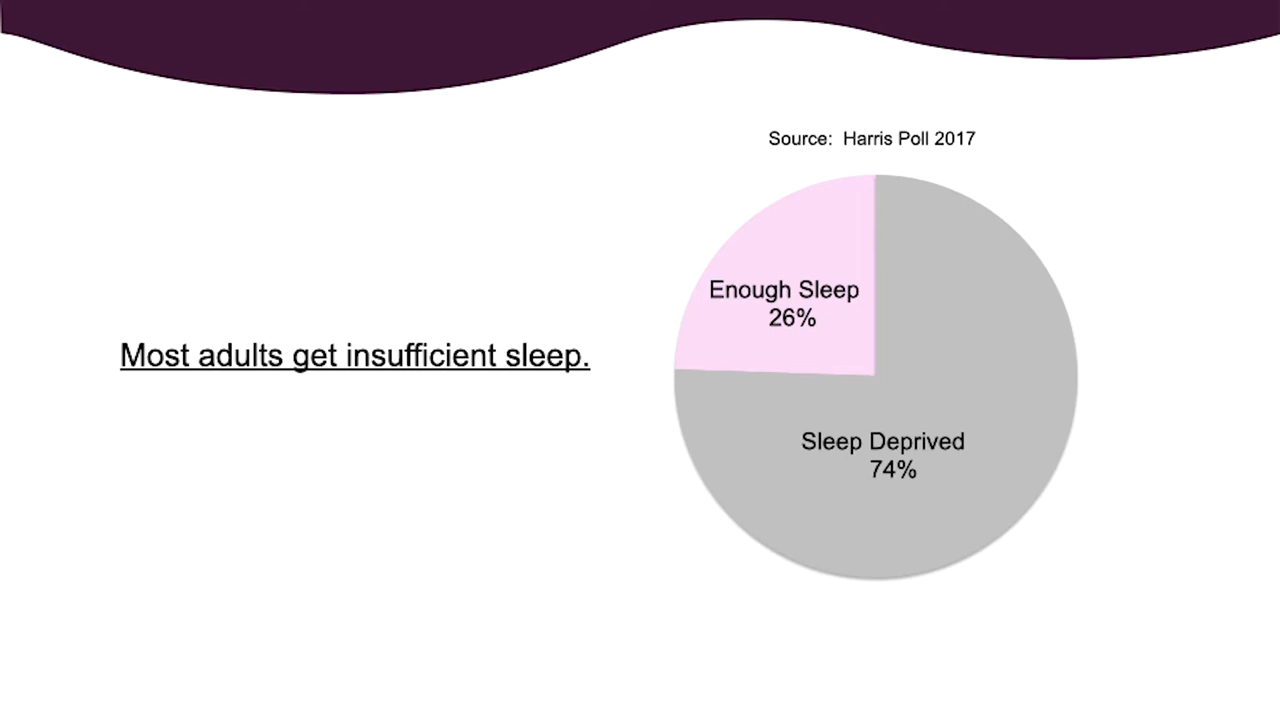 Source:  Harris Poll 2017
Enough Sleep
26%
Most adults get insufficient sleep.
Sleep Deprived
74%